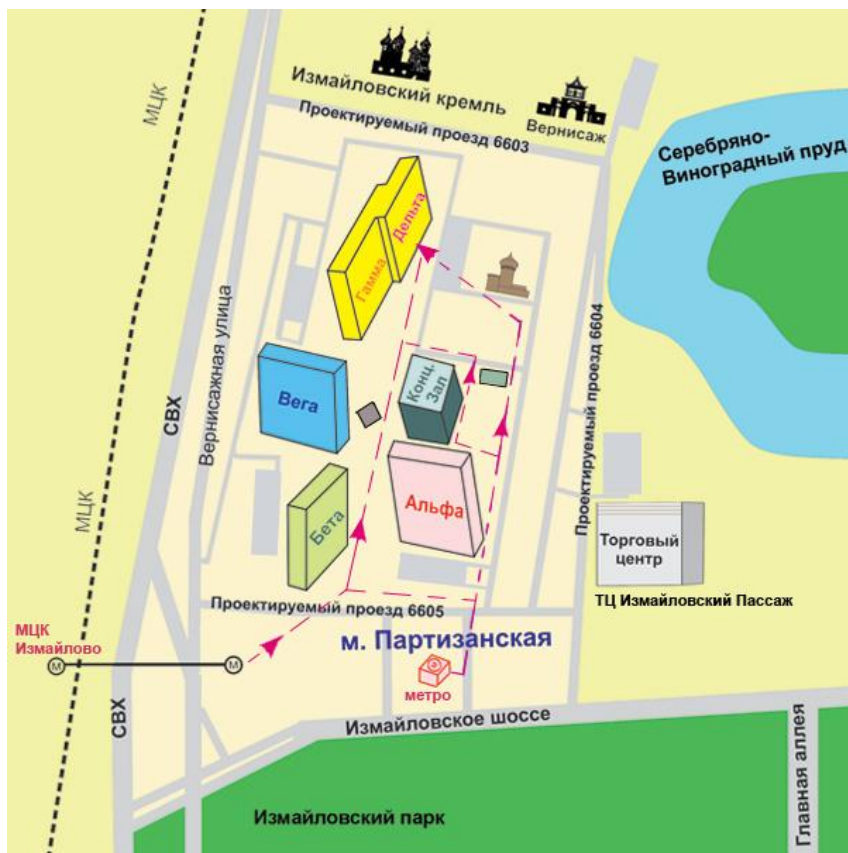 МЦК
Измайловский кремль
Вернисаж
Проектируемый проезд 6603
Серебряно-
Виноградный пруд
Дельта
Гамма
Вернисажная улица
Проектируемый проезд 6604
Конц.
Зал
Вега
СВХ
МЦК
Альфа
Бета
Торговый
центр
ТЦ Измайловский Пассаж
Проектируемый проезд 6605
МЦК
Измайлово
м. Партизанская
М
М
метро
СВХ
Измайловское шоссе
Главная аллея
Измайловский парк